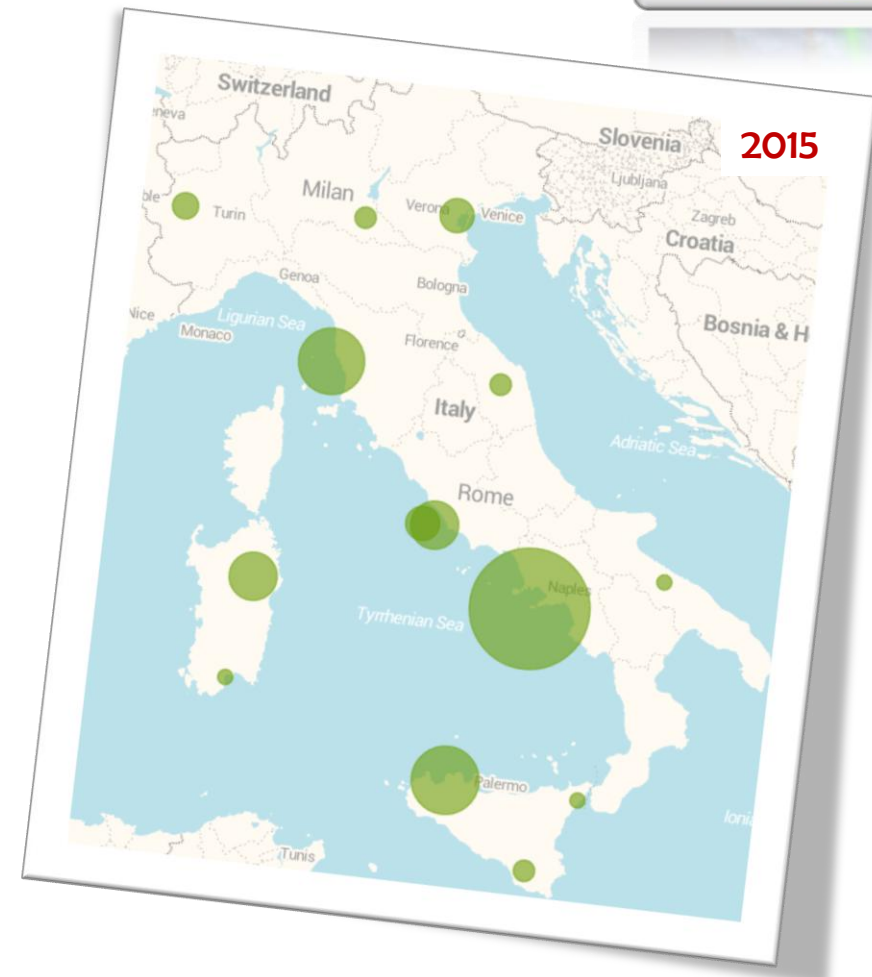 Switzerland
2015
Slovenia
Ljubljana
Milan
Verona
Venice
Turin
Zagreb
Croatia
Genoa
Bologna
Nice
Monaco
Ligurian Sea
Florence
Bosnia & H
Italy
Adriatic Sea
Rome
Naples
Tyrrhenian Sea
Palermo
Tunis